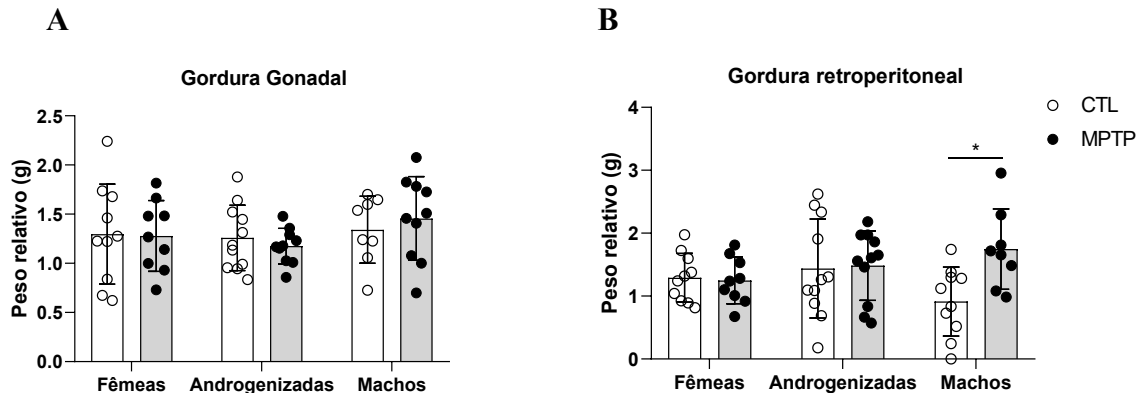 A
Gordura Gonadal
Peso relativo (g)
2.5
2.0
1.5
1.0
0.5
0.0
Fêmeas Androgenizadas Machos
B
Gordura retroperitoneal
Peso relativo (g)
4
3
2
1
0
*
Fêmeas Androgenizadas Machos
CTL
MPTP